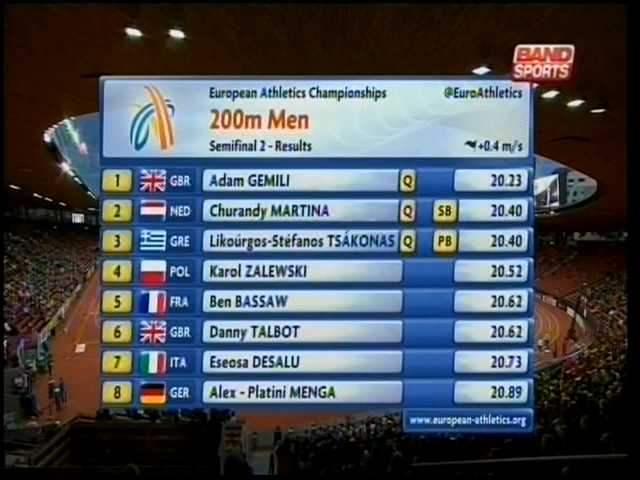 BAND
SPORTS
European Athletics Championships @EuroAthletics
200m Men
Semifinal 2 - Results +0.4 m/s
1 GBR Adam GEMILI Q 20.23
2 NED Churandy MARTINA Q SB 20.40
3 GRE Likoúrgos-Stéfanos TSÁKONAS Q PB 20.40
4 POL Karol ZALEWSKI 20.52
5 FRA Ben BASSAW 20.62
6 GBR Danny TALBOT 20.62
7 ITA Eseosa DESALU 20.73
8 GER Alex - Platini MENGA 20.89
www.european-athletics.org